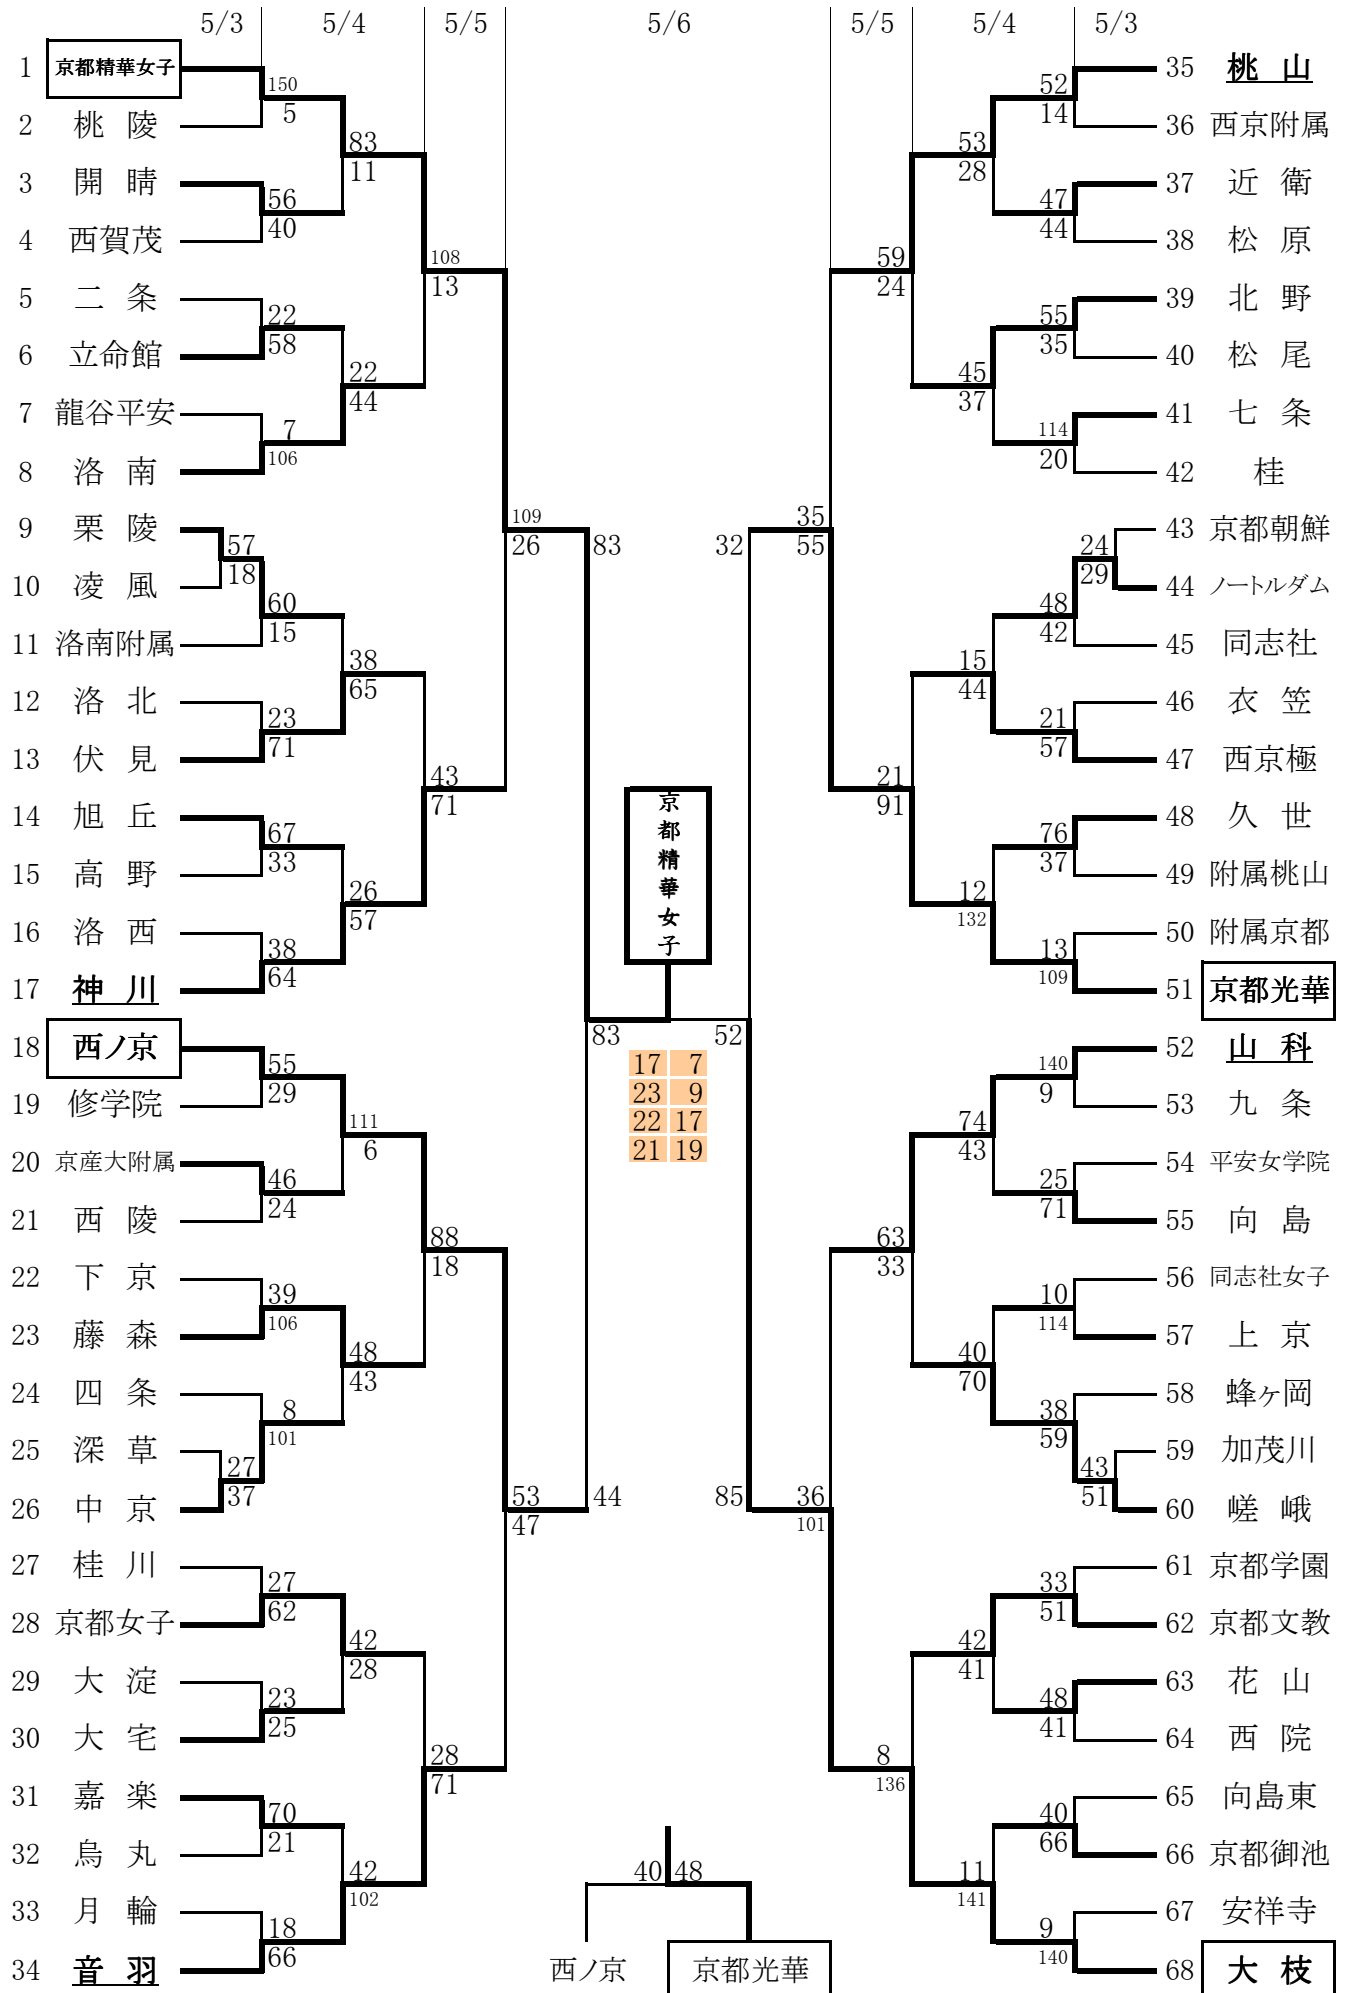 5/3 5/4 5/5 5/6 5/5 5/4 5/3
1 京都精華女子
2 桃 陵
3 開 晴
4 西賀茂
5 二 条
6 立命館
7 龍谷平安
8 洛 南
9 栗 陵
10 凌 風
11 洛南附属
12 洛 北
13 伏 見
14 旭 丘
15 高 野
16 洛 西
17 神 川
18 西ノ京
19 修学院
20 京産大附属
21 西 陵
22 下 京
23 藤 森
24 四 条
25 深 草
26 中 京
27 桂 川
28 京都女子
29 大 淀
30 大 宅
31 嘉 楽
32 烏 丸
33 月 輪
34 音 羽
150
5
56
40
22
58
7
106
57
18
60
15
23
71
67
33
38
64
55
29
46
24
39
106
8
101
27
37
27
62
23
25
70
21
18
66
83
11
22
44
38
65
26
57
111
6
48
43
42
28
42
102
108
13
43
71
88
18
28
71
109
26
53
47
83
44
京都精華女子
83 52
17 7
23 9
22 17
21 19
40 48
西ノ京 京都光華
32
85
35
55
36
101
59
24
21
91
63
33
8
136
53
28
45
37
15
44
12
132
74
43
40
70
42
41
11
141
52
14
47
44
55
35
114
20
24
29
48
42
21
57
76
37
13
109
140
9
25
71
10
114
38
59
43
51
33
51
48
41
40
66
9
140
35 桃 山
36 西京附属
37 近 衛
38 松 原
39 北 野
40 松 尾
41 七 条
42 桂
43 京都朝鮮
44 ノートルダム
45 同志社
46 衣 笠
47 西京極
48 久 世
49 附属桃山
50 附属京都
51 京都光華
52 山 科
53 九 条
54 平安女学院
55 向 島
56 同志社女子
57 上 京
58 蜂ヶ岡
59 加茂川
60 嵯 峨
61 京都学園
62 京都文教
63 花 山
64 西 院
65 向島東
66 京都御池
67 安祥寺
68 大 枝